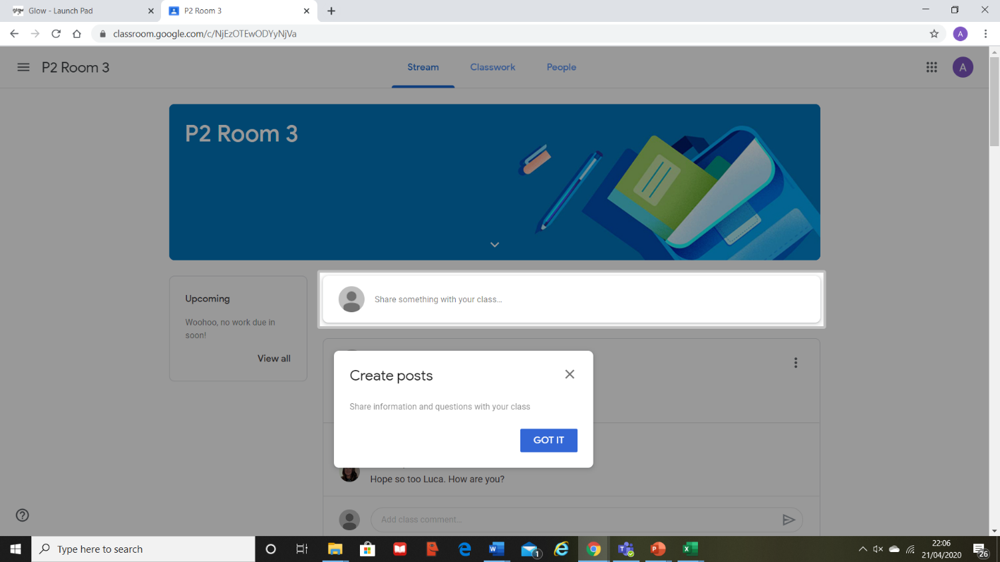 glow Glow - Launch Pad
P2 Room 3
classroom.google.com/c/NjEzOTEwODYyNjVa
A
P2 Room 3
Stream Classwork People
A
P2 Room 3
Upcoming
Woohoo, no work due in
soon!
View all
Share something with your class...
Create posts
Share information and questions with your class
GOT IT
Hope so too Luca. How are you?
Add class comment...
Type here to search
1
22:06
21/04/2020
26